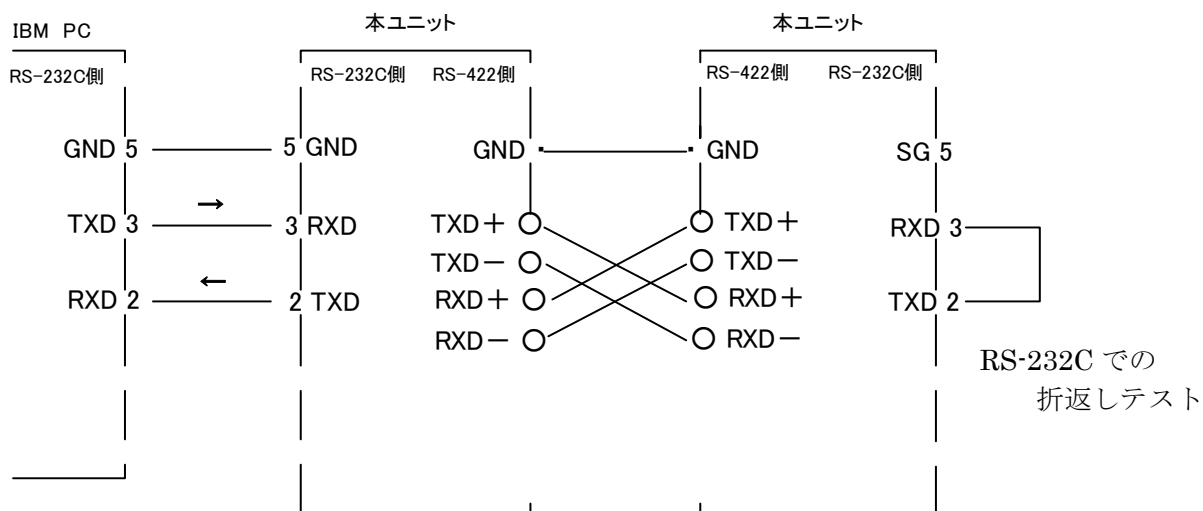 IBM PC
本ユニット
本ユニット
RS-232C側
RS-232C側
RS-422側
RS-422側
RS-232C側
GND 5
5 GND
GND
GND
SG 5
→
TXD 3
3 RXD
TXD+
TXD+
RXD 3
TXD-
TXD-
←
RXD 2
2 TXD
RXD+
RXD+
TXD 2
RXD-
RXD-
RS-232C での
折返しテスト